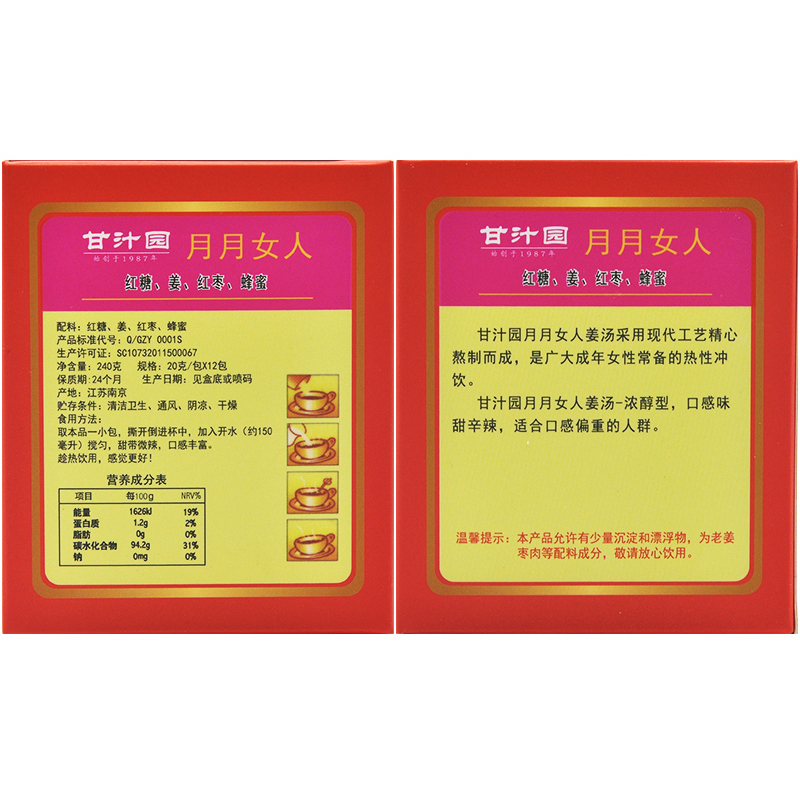 甘汁园 月月女人
始创于1987年
红糖、姜、红枣、蜂蜜
配料: 红糖、姜、红枣、蜂蜜
产品标准代号: Q/GZY 0001S
生产许可证: SC10732011500067
净含量: 240克 规格: 20克/包X12包
保质期: 24个月 生产日期: 见盒底或喷码
产地: 江苏南京
贮存条件: 清洁卫生、通风、阴凉、干燥
食用方法:
取本品一小包, 撕开倒进杯中, 加入开水 (约150
毫升) 搅匀, 甜带微辣, 口感丰富。
趁热饮用, 感觉更好!
营养成分表
项目 每100g NRV%
能量 1626kJ 19%
蛋白质 1.2g 2%
脂肪 0g 0%
碳水化合物 94.2g 31%
钠 0mg 0%
甘汁园 月月女人
始创于1987年
红糖、姜、红枣、蜂蜜
甘汁园月月女人姜汤采用现代工艺精心
熬制而成, 是广大成年女性常备的热性冲
饮。
甘汁园月月女人姜汤-浓醇型, 口感味
甜辛辣, 适合口感偏重的人群。
温馨提示: 本产品允许有少量沉淀和漂浮物, 为老姜
枣肉等配料成分, 敬请放心饮用。